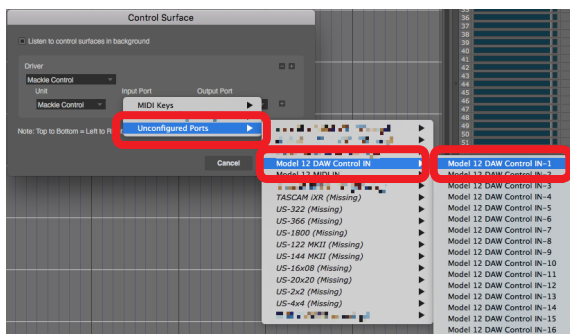 Control Surface
Listen to control surfaces in background
Driver
Mackie Control
Unit
Input Port
Output Port
Mackie Control
MIDI Keys
Unconfigured Ports
Note: Top to Bottom = Left to R
Cancel
Model 12 DAW Control IN
Model 12 MIDI IN
TASCAM iXR (Missing)
US-322 (Missing)
US-366 (Missing)
US-1800 (Missing)
US-122 MKII (Missing)
US-144 MKII (Missing)
US-16x08 (Missing)
US-20x20 (Missing)
US-2x2 (Missing)
US-4x4 (Missing)
Model 12 DAW Control IN-1
Model 12 DAW Control IN-2
Model 12 DAW Control IN-3
Model 12 DAW Control IN-4
Model 12 DAW Control IN-5
Model 12 DAW Control IN-6
Model 12 DAW Control IN-7
Model 12 DAW Control IN-8
Model 12 DAW Control IN-9
Model 12 DAW Control IN-10
Model 12 DAW Control IN-11
Model 12 DAW Control IN-12
Model 12 DAW Control IN-13
Model 12 DAW Control IN-14
Model 12 DAW Control IN-15
Model 12 DAW Control IN-16
36
37
38
39
40
41
42
43
44
45
46
47
48
49
50
51